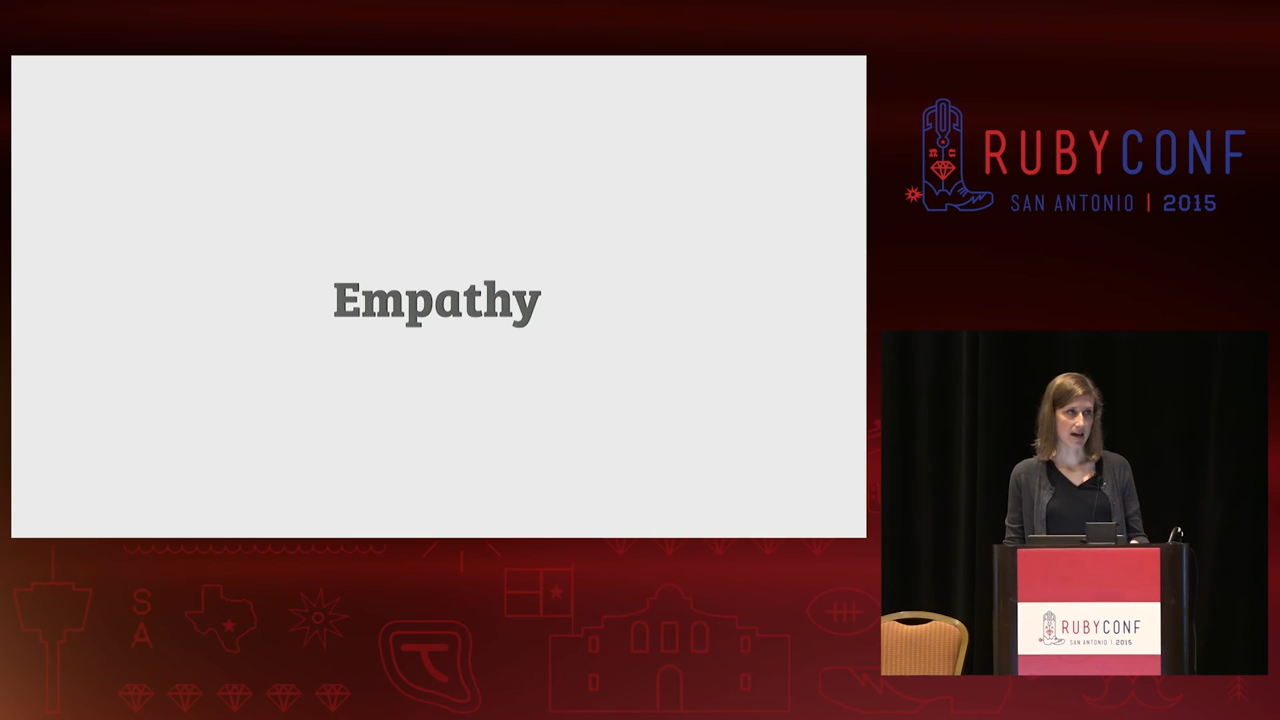 Empathy
RUBYCONF
SAN ANTONIO | 2015
S
A
RUBYCONF
SAN ANTONIO | 2015